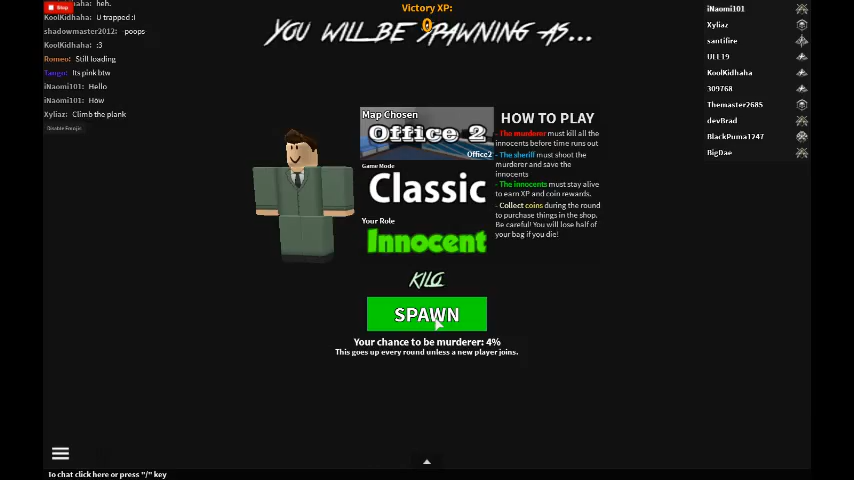 Stop
heh.
KoolKidhaha: U trapped :i
shadowmaster2012: -poops
KoolKidhaha: :3
Romeo: Still loading
Tango: Its pink btw
iNaomi101: Hello
iNaomi101: How
Xyliaz: Climb the plank
Disable Emojis
Victory XP:
0
YOU WILL BE SPAWNING AS...
Map Chosen
Office 2
Office2
Game Mode
Classic
Your Role
Innocent
KILO
SPAWN
Your chance to be murderer: 4%
This goes up every round unless a new player joins.
HOW TO PLAY
- The murderer must kill all the
innocents before time runs out
- The sheriff must shoot the
murderer and save the
innocents
- The innocents must stay alive
to earn XP and coin rewards.
- Collect coins during the round
to purchase things in the shop.
Be careful! You will lose half of
your bag if you die!
iNaomi101
Xyliaz
santifire
ULL19
KoolKidhaha
309768
Themaster2685
devBrad
BlackPuma1247
BigDae
To chat click here or press "/" key